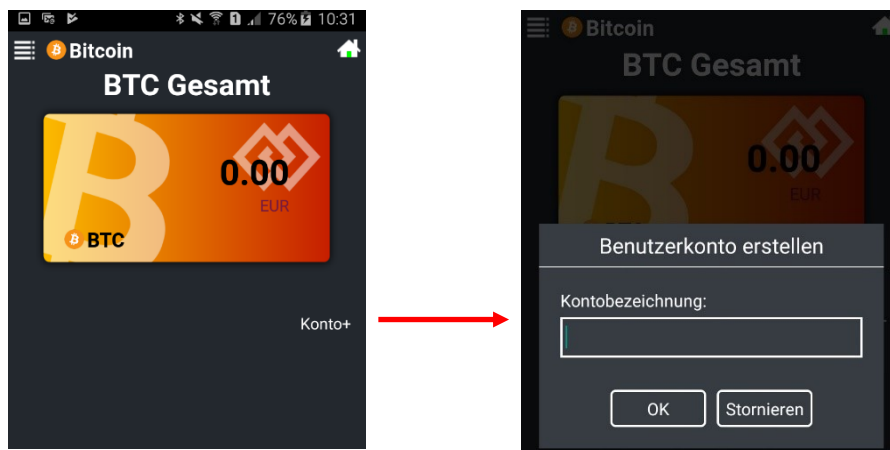 76% 10:31
Bitcoin
BTC Gesamt
0.00
EUR
BTC
Konto+
Bitcoin
BTC Gesamt
0.00
EUR
Benutzerkonto erstellen
Kontobezeichnung:
OK Stornieren